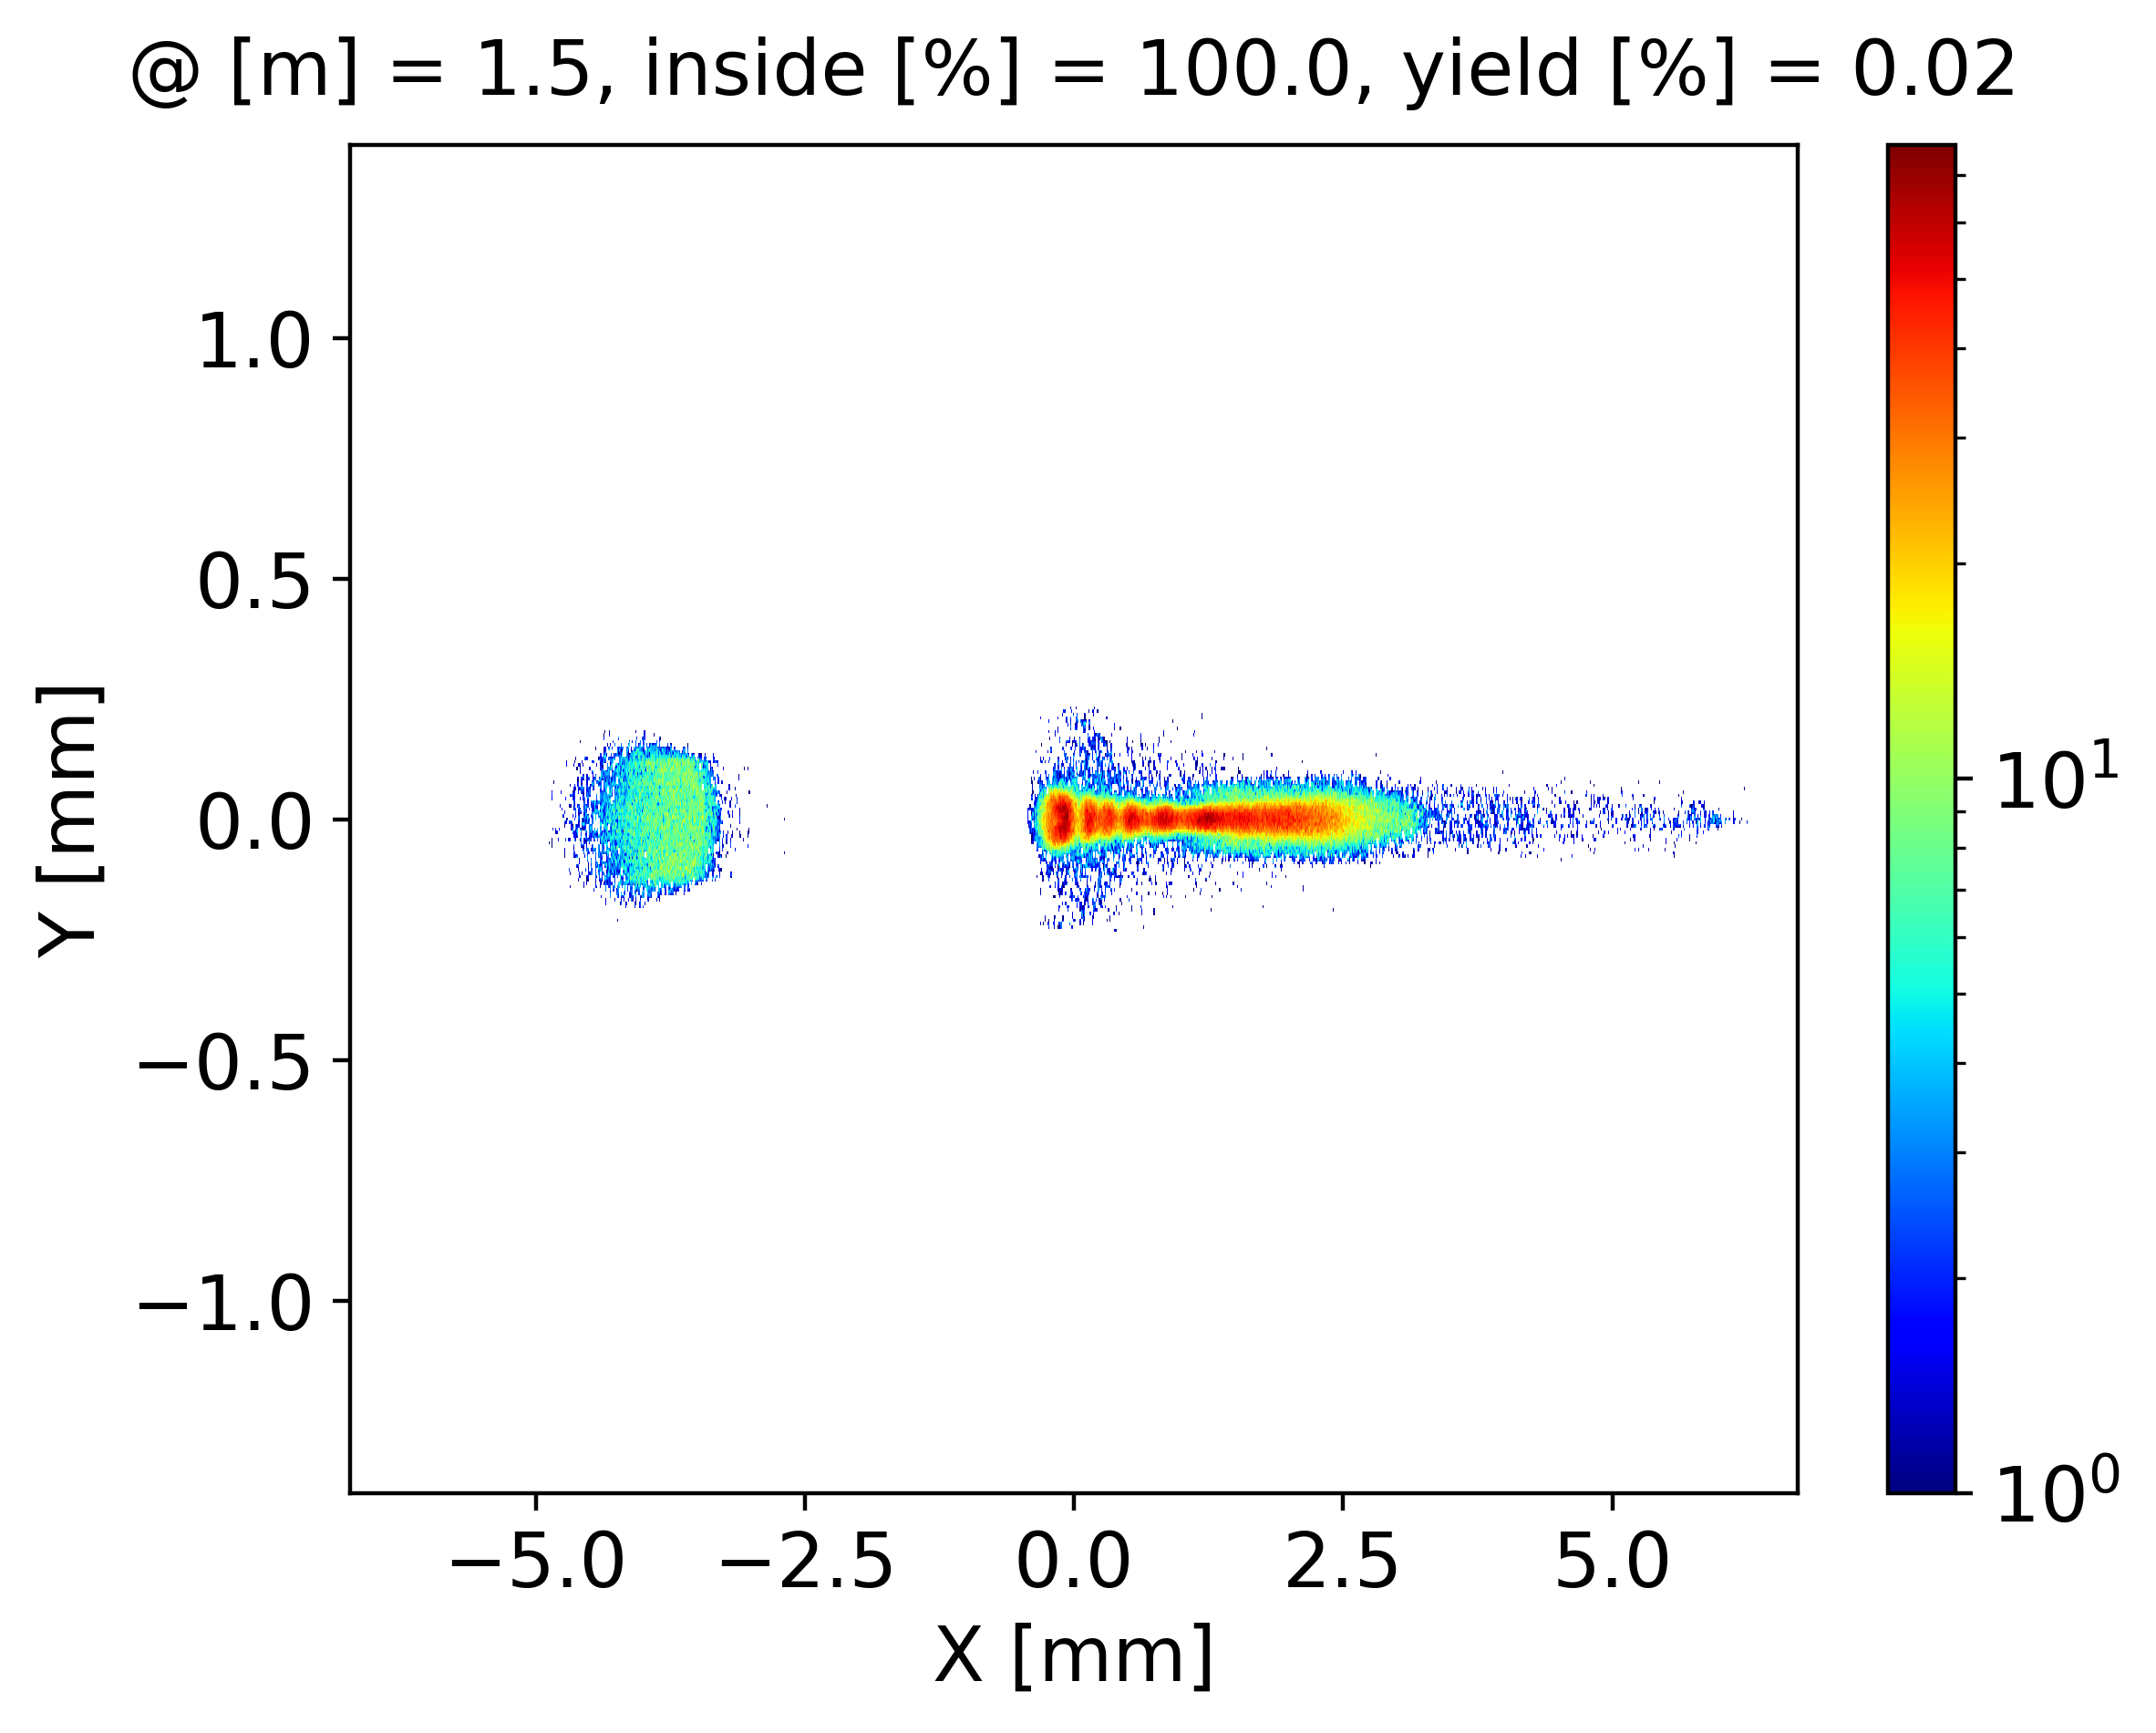 @ [m] = 1.5, inside [%] = 100.0, yield [%] = 0.02
1.0
0.5
0.0
−0.5
−1.0
Y [mm]
−5.0 −2.5 0.0 2.5 5.0
X [mm]
10¹
10⁰